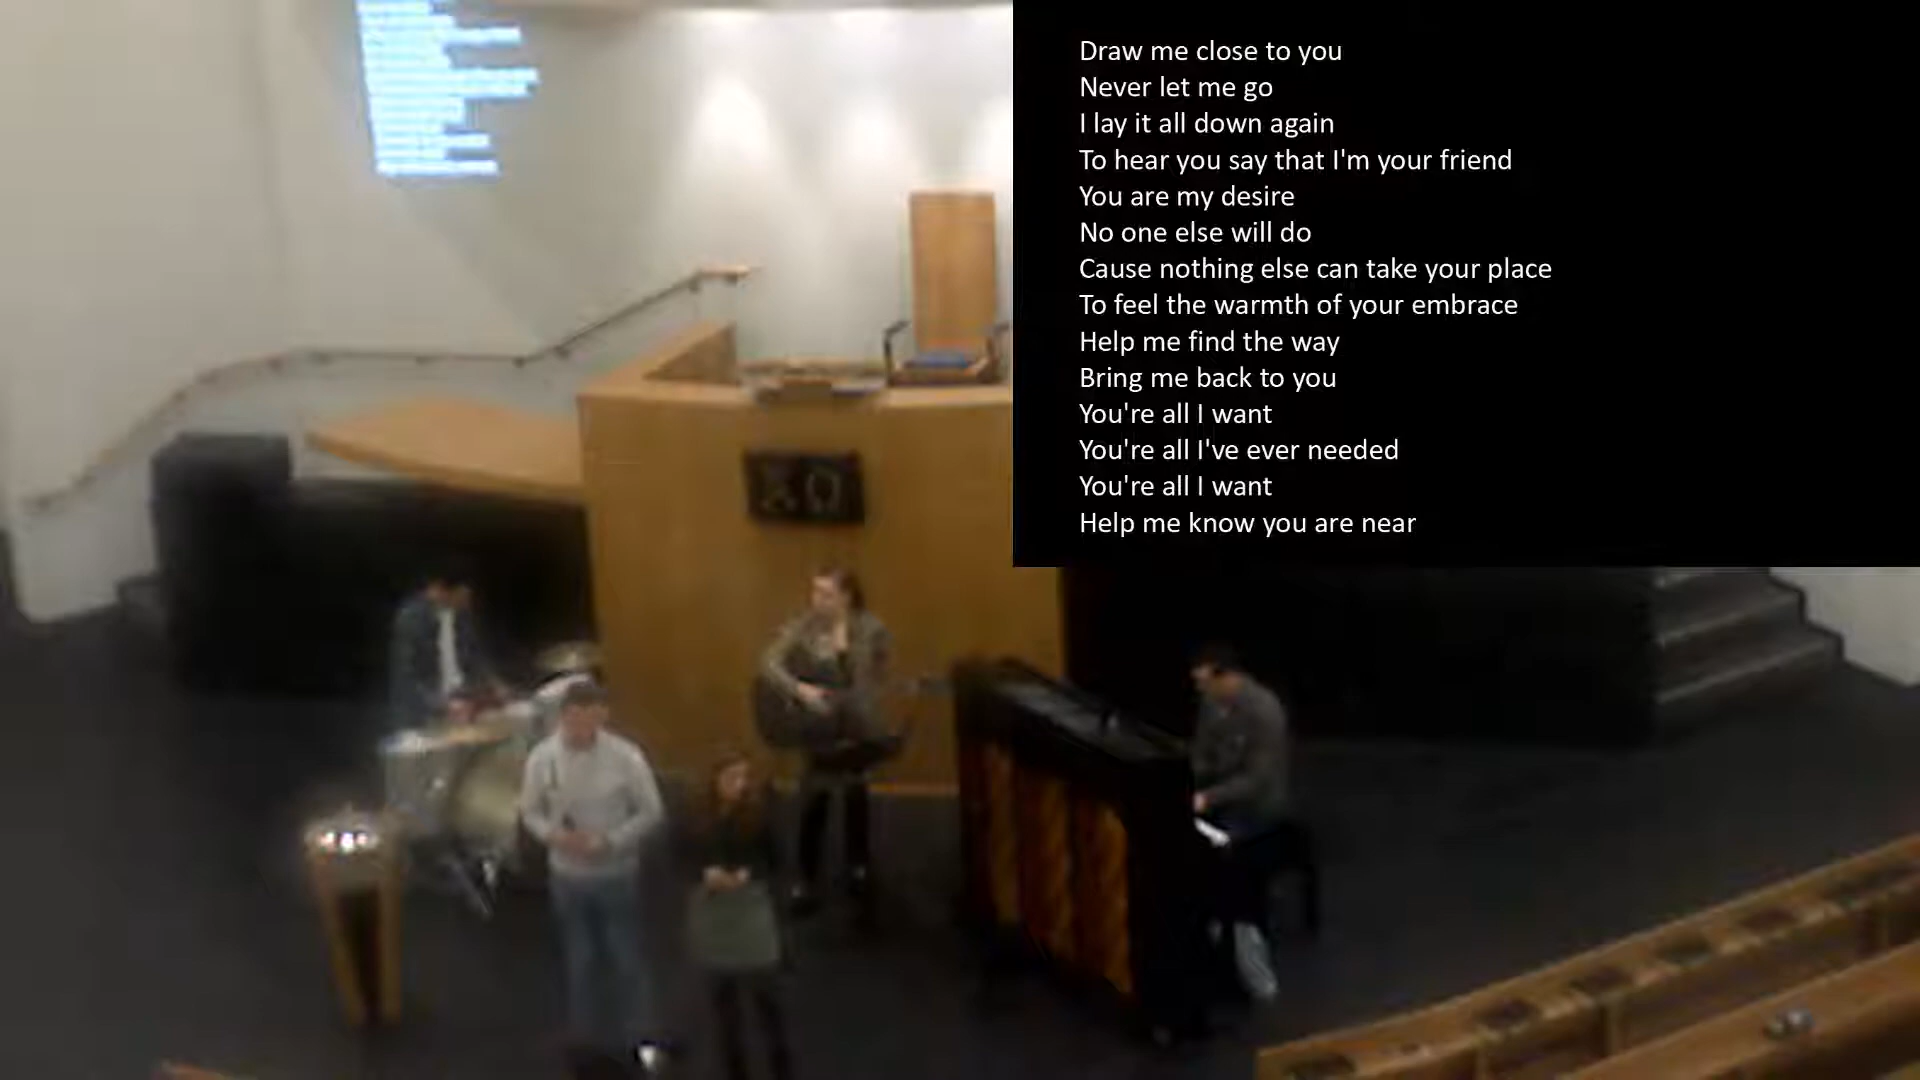 Draw me close to you
Never let me go
I lay it all down again
To hear you say that I'm your friend
You are my desire
No one else will do
Cause nothing else can take your place
To feel the warmth of your embrace
Help me find the way
Bring me back to you
You're all I want
You're all I've ever needed
You're all I want
Help me know you are near